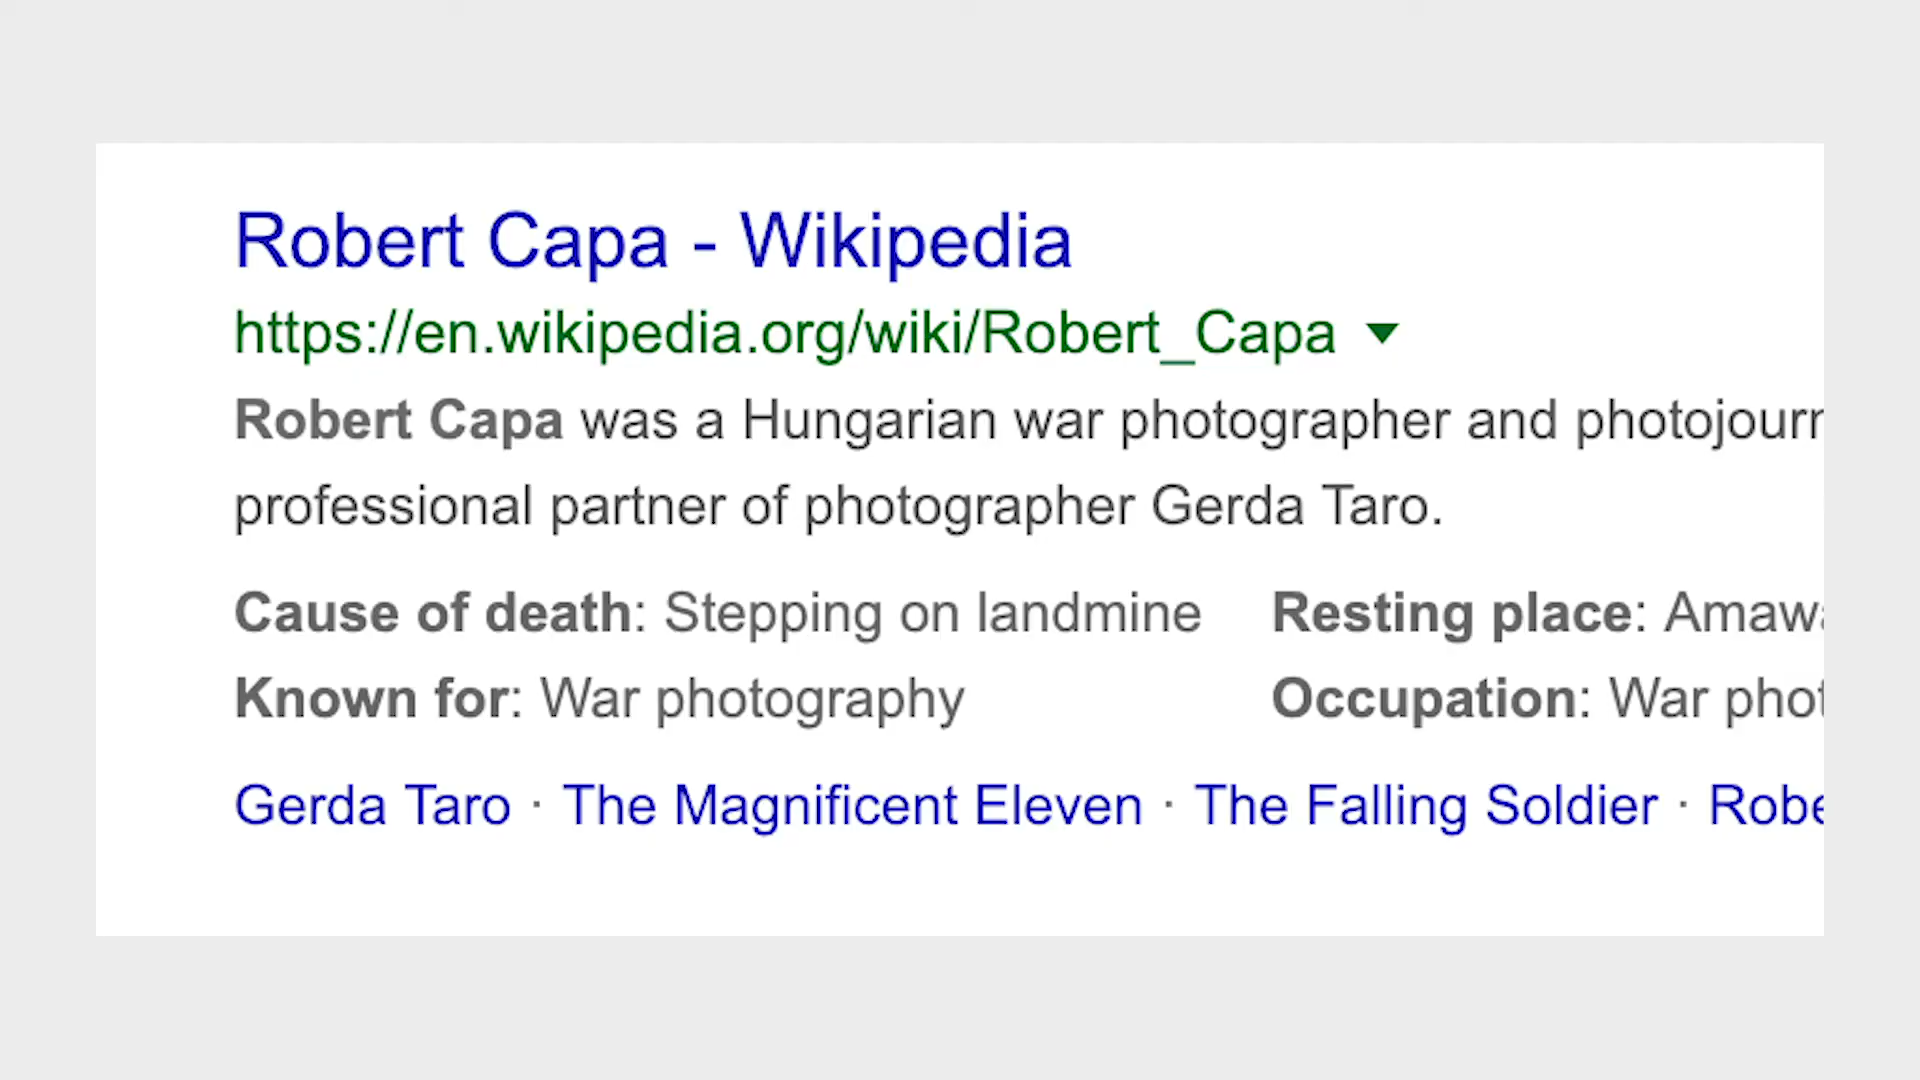 Robert Capa - Wikipedia
https://en.wikipedia.org/wiki/Robert_Capa
Robert Capa was a Hungarian war photographer and
professional partner of photographer Gerda Taro.
Cause of death: Stepping on landmine Resting place:
Known for: War photography Occupation: War
Gerda Taro · The Magnificent Eleven · The Falling Soldier ·